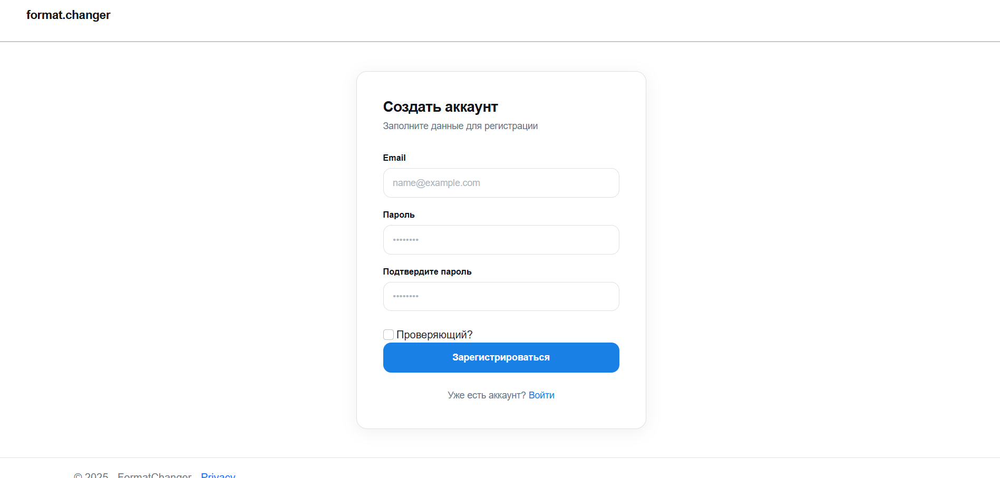 format.changer
Создать аккаунт
Заполните данные для регистрации
Email
name@example.com
Пароль
••••••••
Подтвердите пароль
••••••••
Проверяющий?
Зарегистрироваться
Уже есть аккаунт? Войти
© 2025 - FormatChanger - Privacy